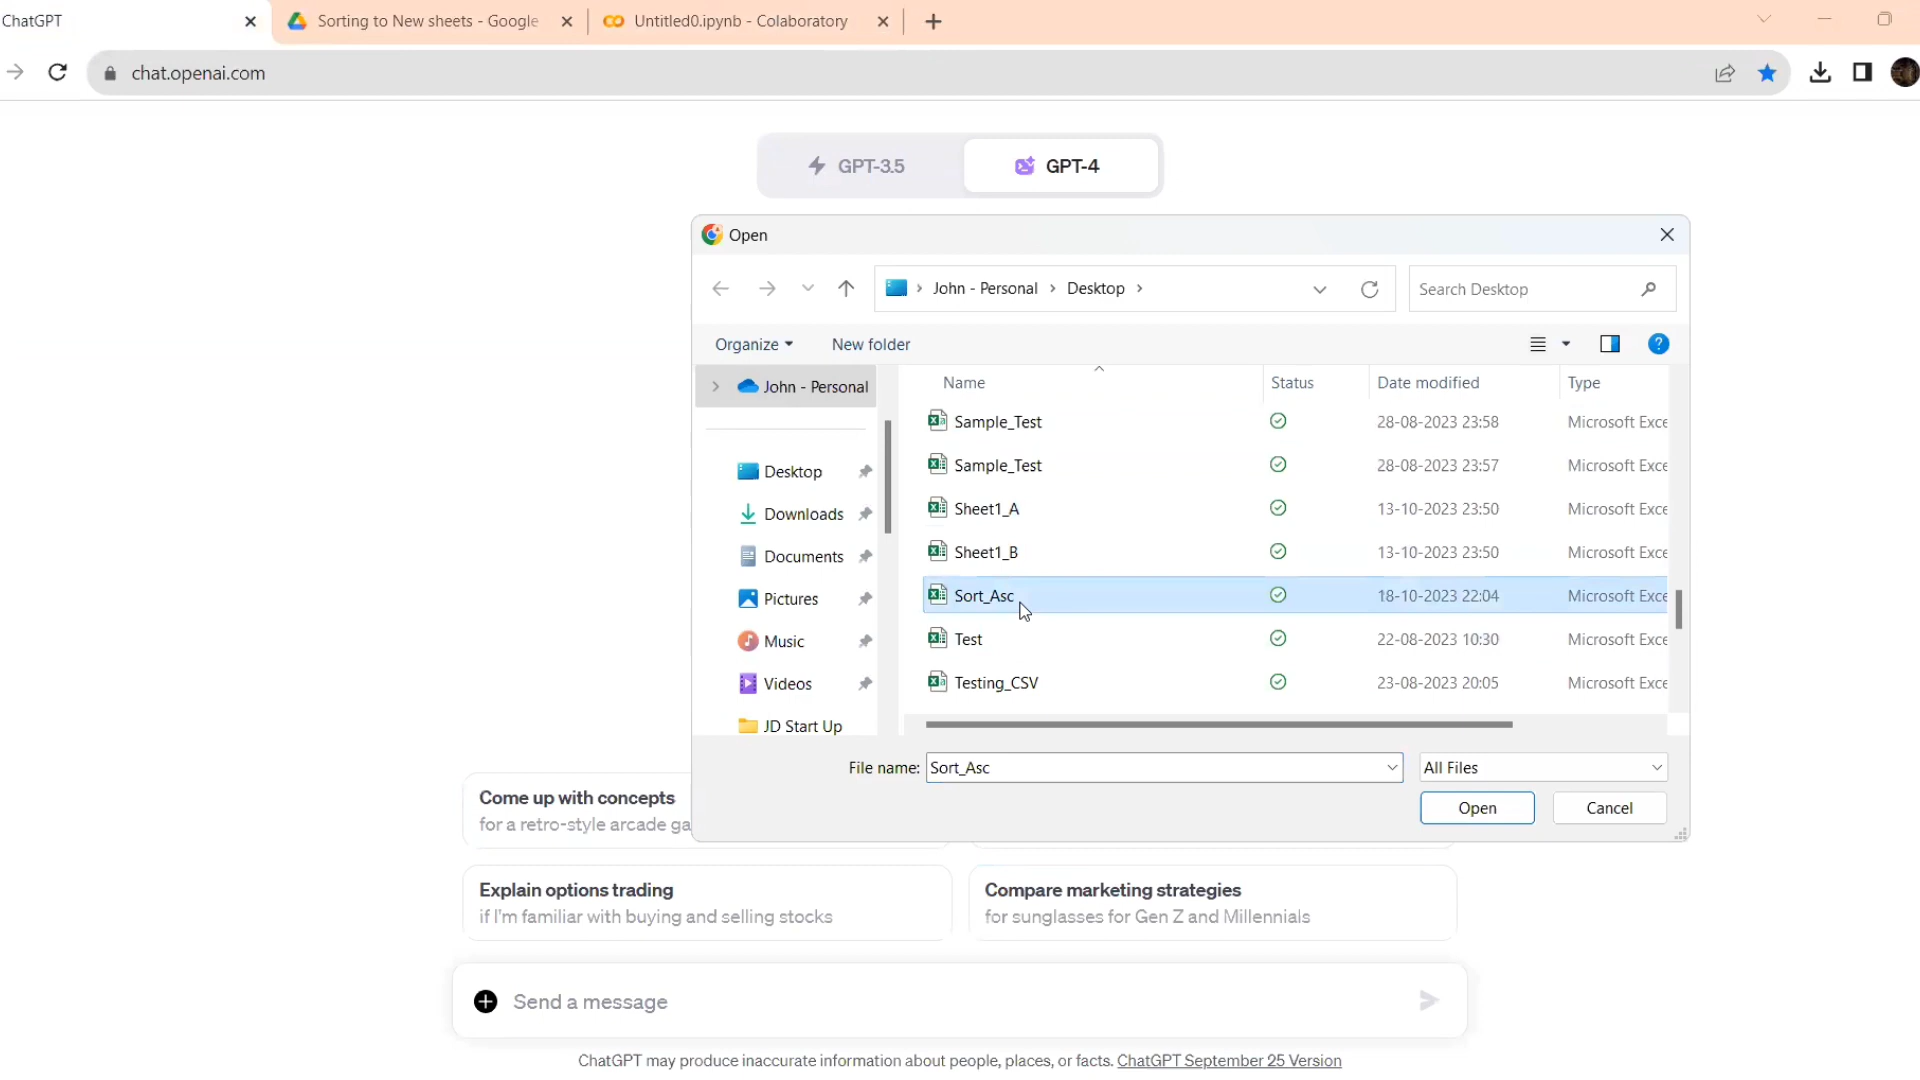 ChatGPT
Sorting to New sheets - Google
Untitled0.ipynb - Colaboratory
chat.openai.com
GPT-3.5
GPT-4
Open
John - Personal
Desktop
Search Desktop
Organize
New folder
John - Personal
Desktop
Downloads
Documents
Pictures
Music
Videos
JD Start Up
Name Status Date modified Type
Sample_Test 28-08-2023 23:58 Microsoft Exce
Sample_Test 28-08-2023 23:57 Microsoft Exce
Sheet1_A 13-10-2023 23:50 Microsoft Exce
Sheet1_B 13-10-2023 23:50 Microsoft Exce
Sort_Asc 18-10-2023 22:04 Microsoft Exce
Test 22-08-2023 10:30 Microsoft Exce
Testing_CSV 23-08-2023 20:05 Microsoft Exce
File name: Sort_Asc
All Files
Open
Cancel
Come up with concepts
for a retro-style arcade ga
Explain options trading
if I'm familiar with buying and selling stocks
Compare marketing strategies
for sunglasses for Gen Z and Millennials
Send a message
ChatGPT may produce inaccurate information about people, places, or facts. ChatGPT September 25 Version